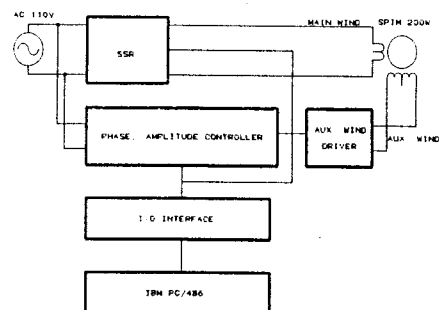 AC 110V
MAIN WIND
SPIM 200W
SSR
PHASE. AMPLITUDE CONTROLLER
AUX WIND
DRIVER
AUX WIND
I.O INTERFACE
IBM PC/486